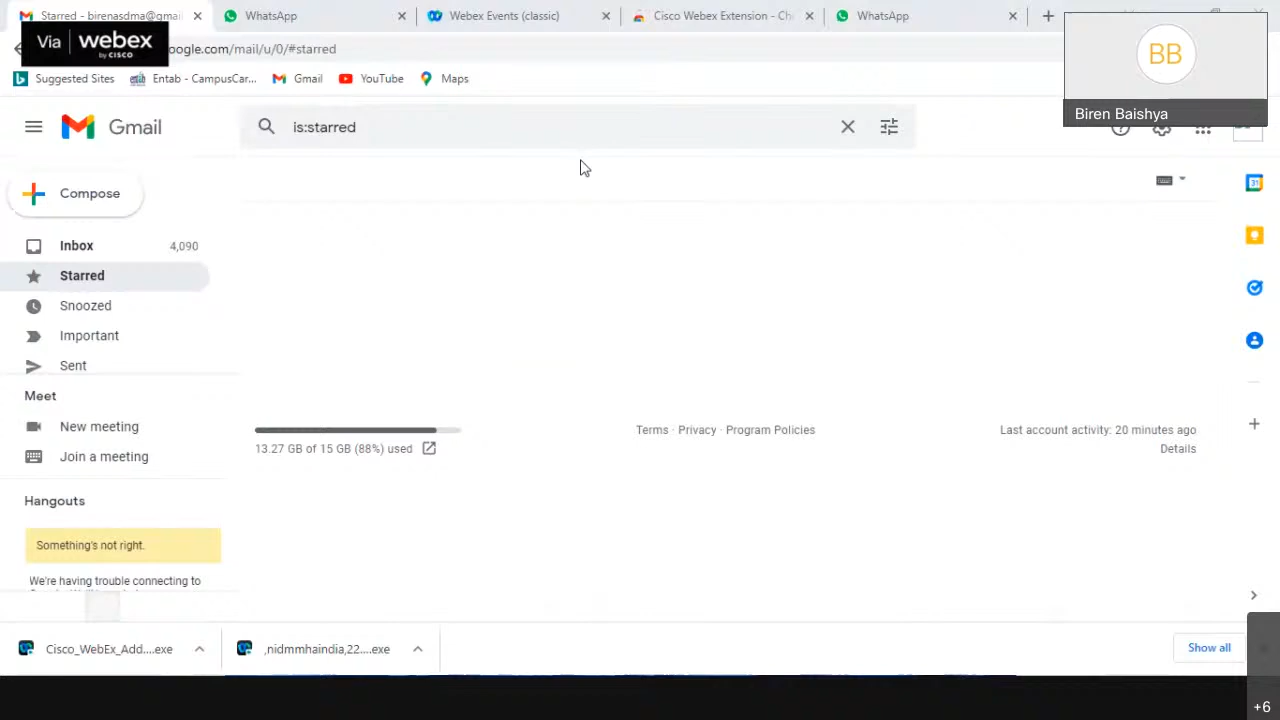 Starred - birenasdma@gmail
WhatsApp
Webex Events (classic)
Cisco Webex Extension - Ch
WhatsApp
Via webex
by CISCO
oogle.com/mail/u/0/#starred
BB
Biren Baishya
Suggested Sites
Entab - CampusCar...
Gmail
YouTube
Maps
Gmail
is:starred
Compose
31
Inbox 4,090
Starred
Snoozed
Important
Sent
Meet
New meeting
Join a meeting
Terms · Privacy · Program Policies
Last account activity: 20 minutes ago
13.27 GB of 15 GB (88%) used
Details
Hangouts
Something's not right.
We're having trouble connecting to
Cisco_WebEx_Add....exe
,nidmmhaindia,22....exe
Show all
+6